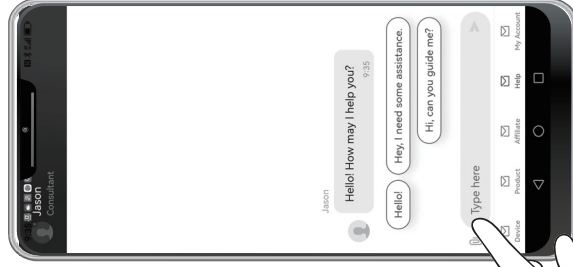 Jason
Consultant
Jason
Hello! How may I help you?
9:35
Hello!
Hey, I need some assistance.
Hi, can you guide me?
Type here
Device
Product
Affiliate
Help
My Account